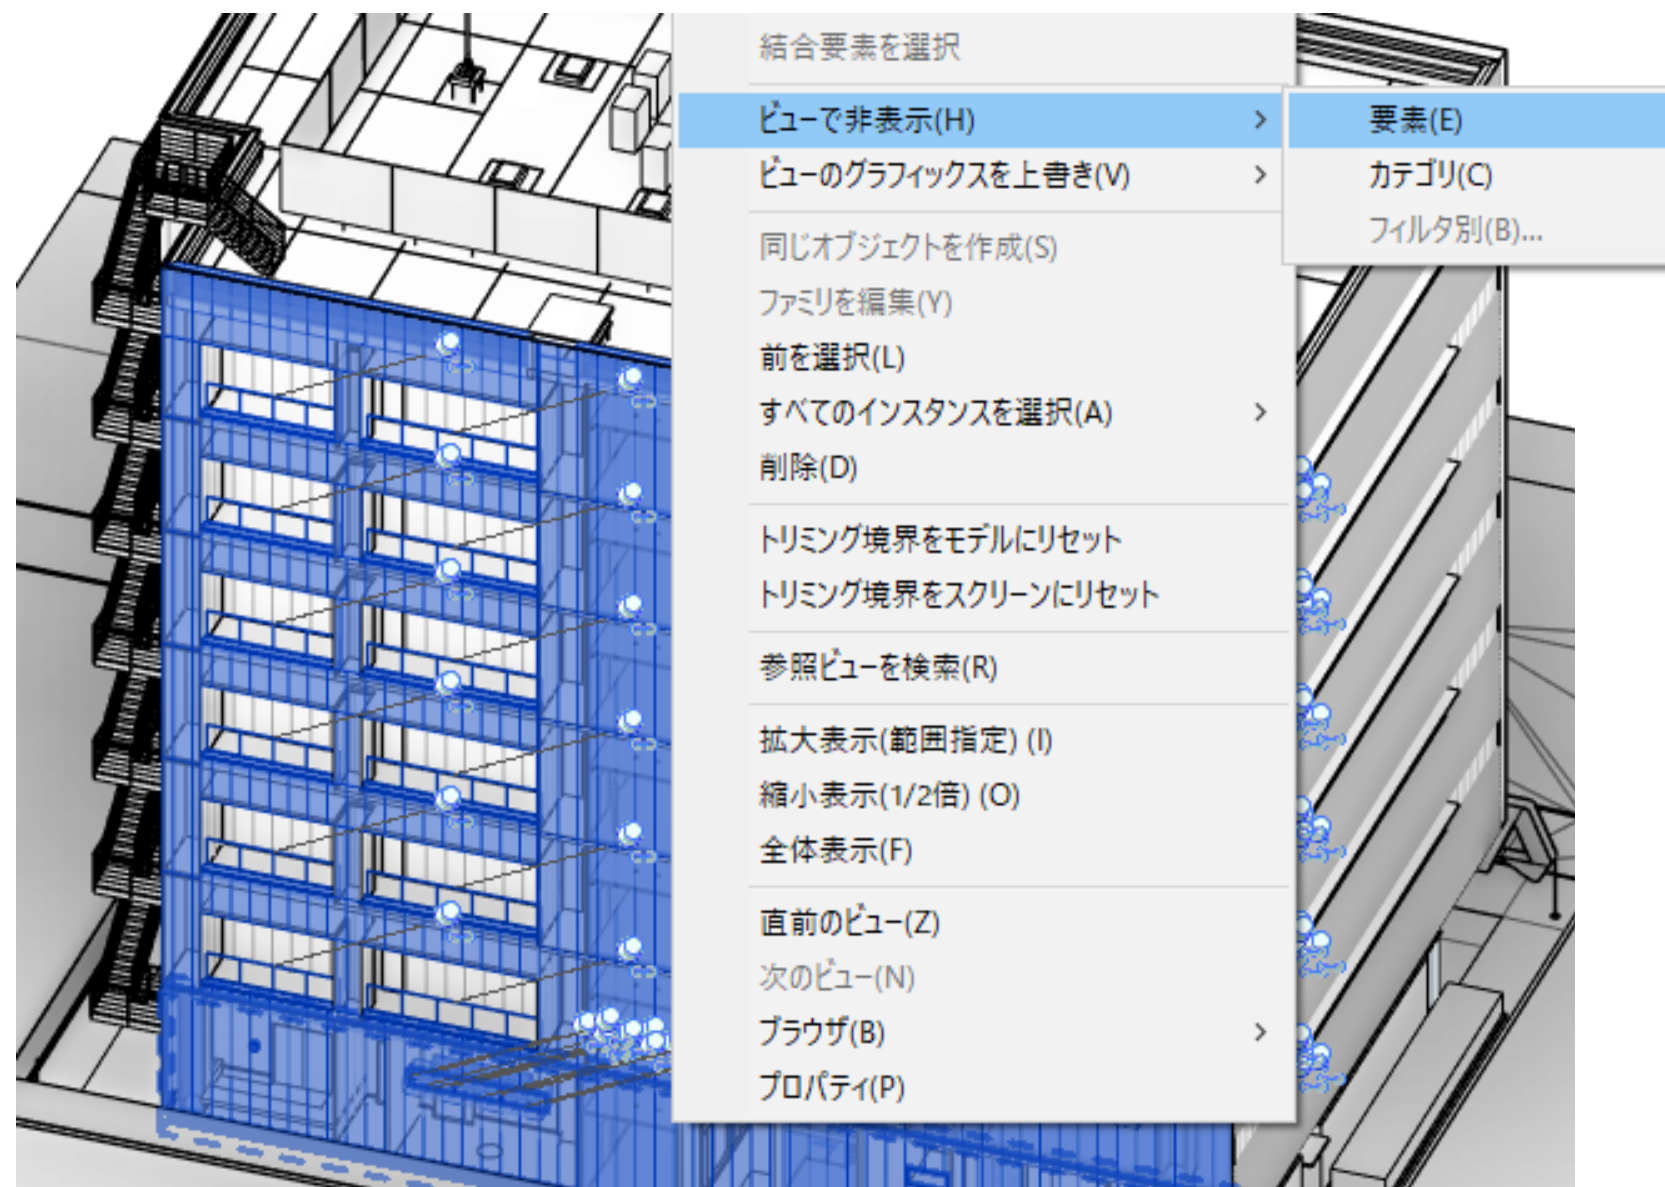 結合要素を選択
ビューで非表示(H)
要素(E)
ビューのグラフィックスを上書き(V)
カテゴリ(C)
フィルタ別(B)...
同じオブジェクトを作成(S)
ファミリを編集(Y)
前を選択(L)
すべてのインスタンスを選択(A)
削除(D)
トリミング境界をモデルにリセット
トリミング境界をスクリーンにリセット
参照ビューを検索(R)
拡大表示(範囲指定) (I)
縮小表示(1/2倍) (O)
全体表示(F)
直前のビュー(Z)
次のビュー(N)
ブラウザ(B)
プロパティ(P)